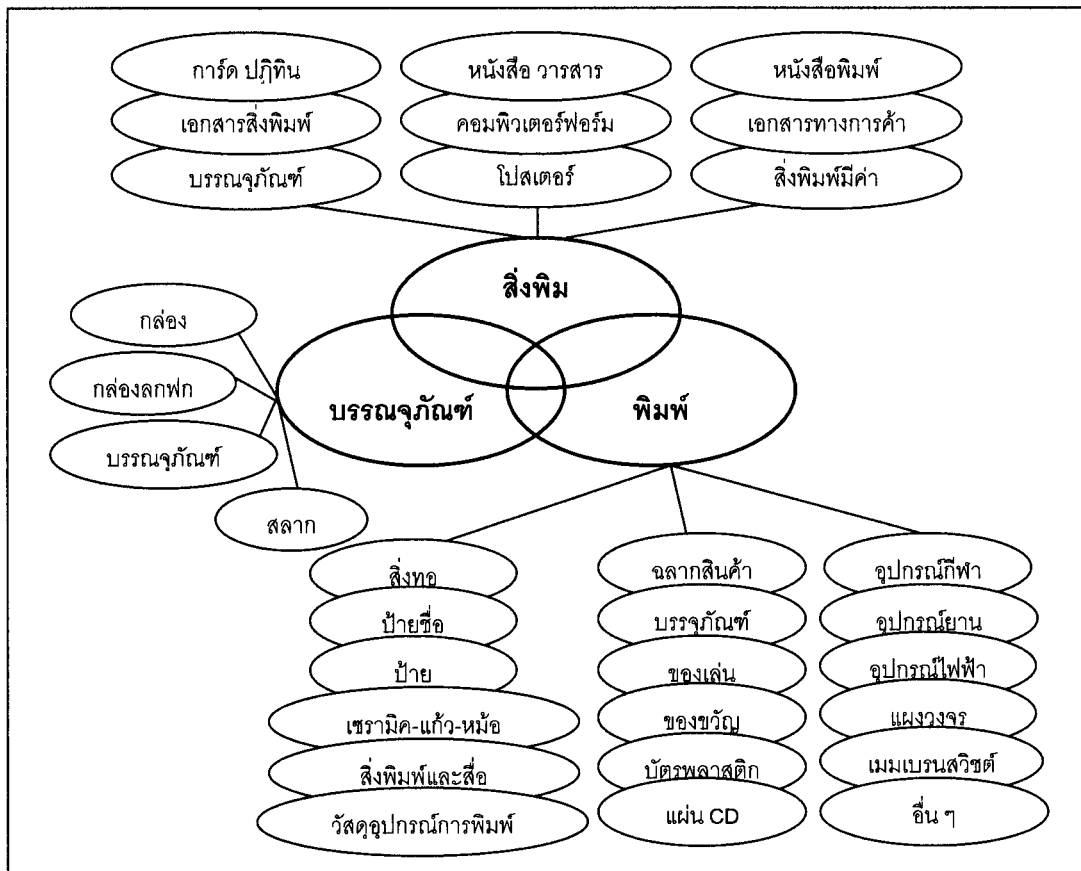 การ์ด ปฏิทิน
หนังสือ วารสาร
หนังสือพิมพ์
เอกสารสิ่งพิมพ์
คอมพิวเตอร์ฟอร์ม
เอกสารทางการค้า
บรรณจุภัณฑ์
โปสเตอร์
สิ่งพิมพ์มีค่า
สิ่งพิม
บรรณจุภัณฑ์
พิมพ์
กล่อง
กล่องลกฟก
บรรณจุภัณฑ์
สลาก
สิ่งทอ
ป้ายชื่อ
ป้าย
เซรามิค-แก้ว-หม้อ
สิ่งพิมพ์และสื่อ
วัสดุอุปกรณ์การพิมพ์
ฉลากสินค้า
บรรจุภัณฑ์
ของเล่น
ของขวัญ
บัตรพลาสติก
แผ่น CD
อุปกรณ์กีฬา
อุปกรณ์ยาน
อุปกรณ์ไฟฟ้า
แผงวงจร
เมมเบรนสวิซต์
อื่น ๆ